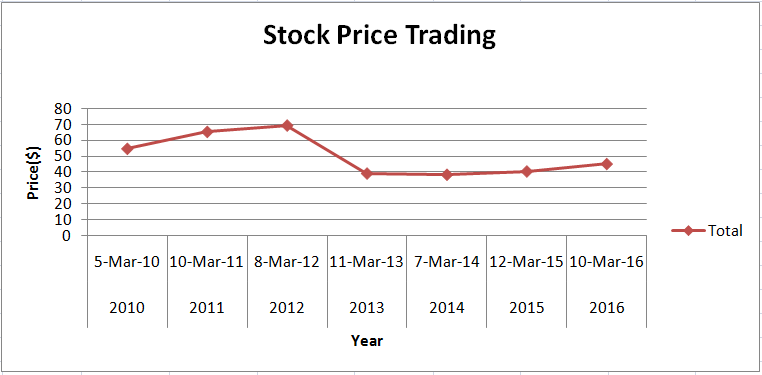 Stock Price Trading
80
70
60
50
40
30
20
10
0
Price($)
5-Mar-10 10-Mar-11 8-Mar-12 11-Mar-13 7-Mar-14 12-Mar-15 10-Mar-16
2010 2011 2012 2013 2014 2015 2016
Year
Total